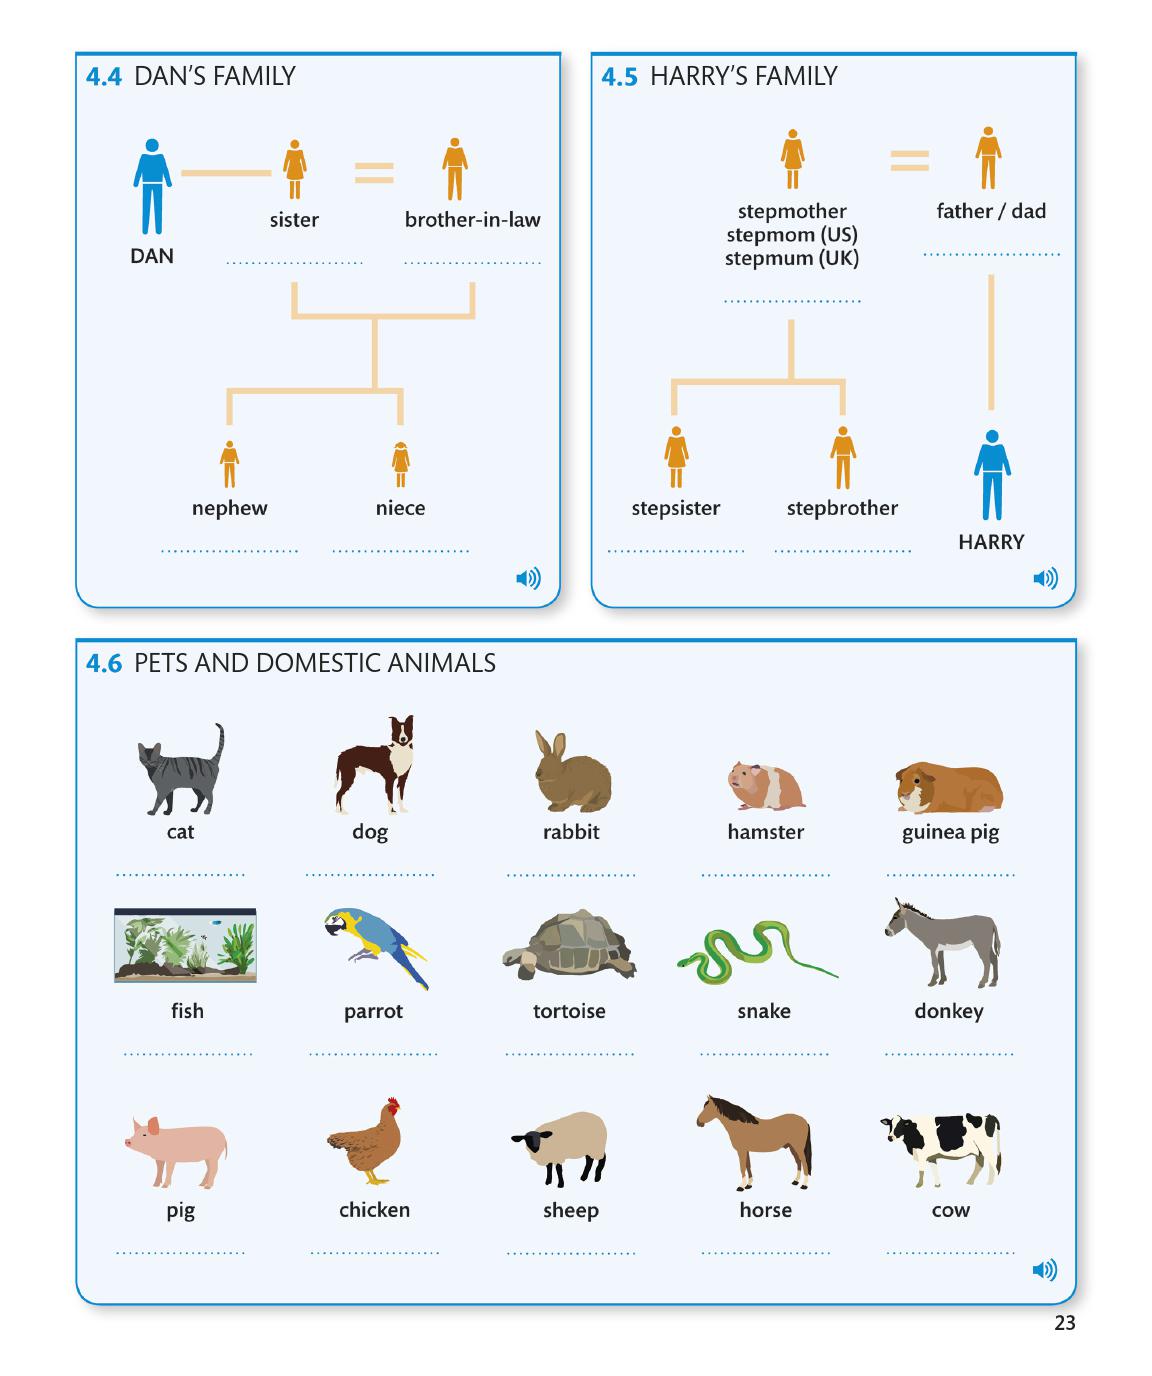 4.4 DAN'S FAMILY
DAN
sister
brother-in-law
nephew
niece
4.5 HARRY'S FAMILY
stepmother
stepmom (US)
stepmum (UK)
father / dad
stepsister
stepbrother
HARRY
4.6 PETS AND DOMESTIC ANIMALS
cat
dog
rabbit
hamster
guinea pig
fish
parrot
tortoise
snake
donkey
pig
chicken
sheep
horse
cow
23